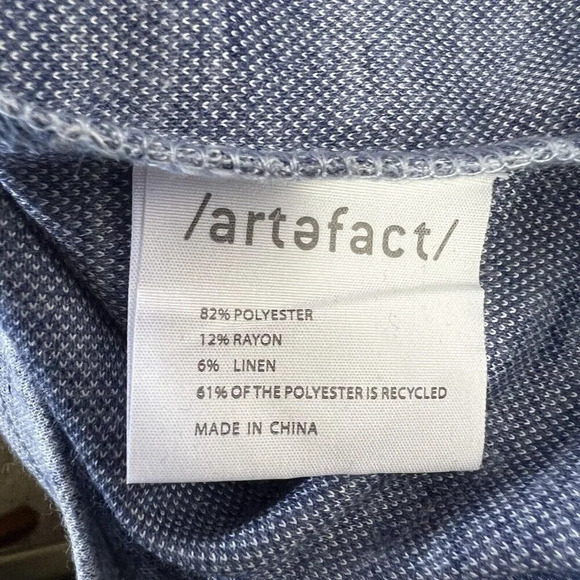 /artəfact/
82% POLYESTER
12% RAYON
6% LINEN
61% OF THE POLYESTER IS RECYCLED
MADE IN CHINA